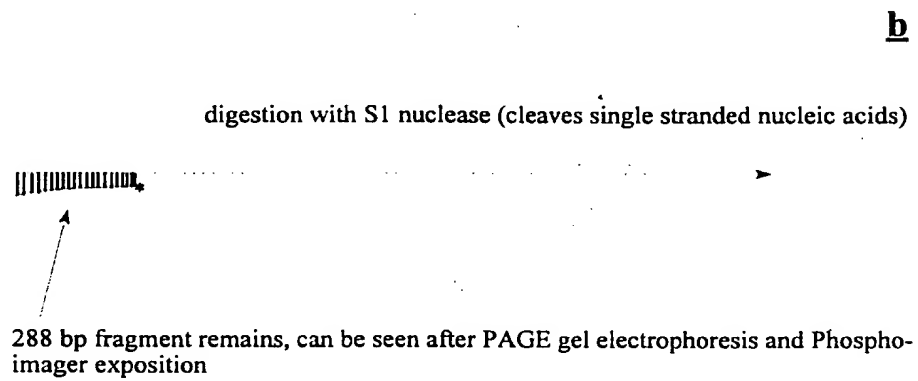 b
digestion with S1 nuclease (cleaves single stranded nucleic acids)
288 bp fragment remains, can be seen after PAGE gel electrophoresis and Phospho-
imager exposition